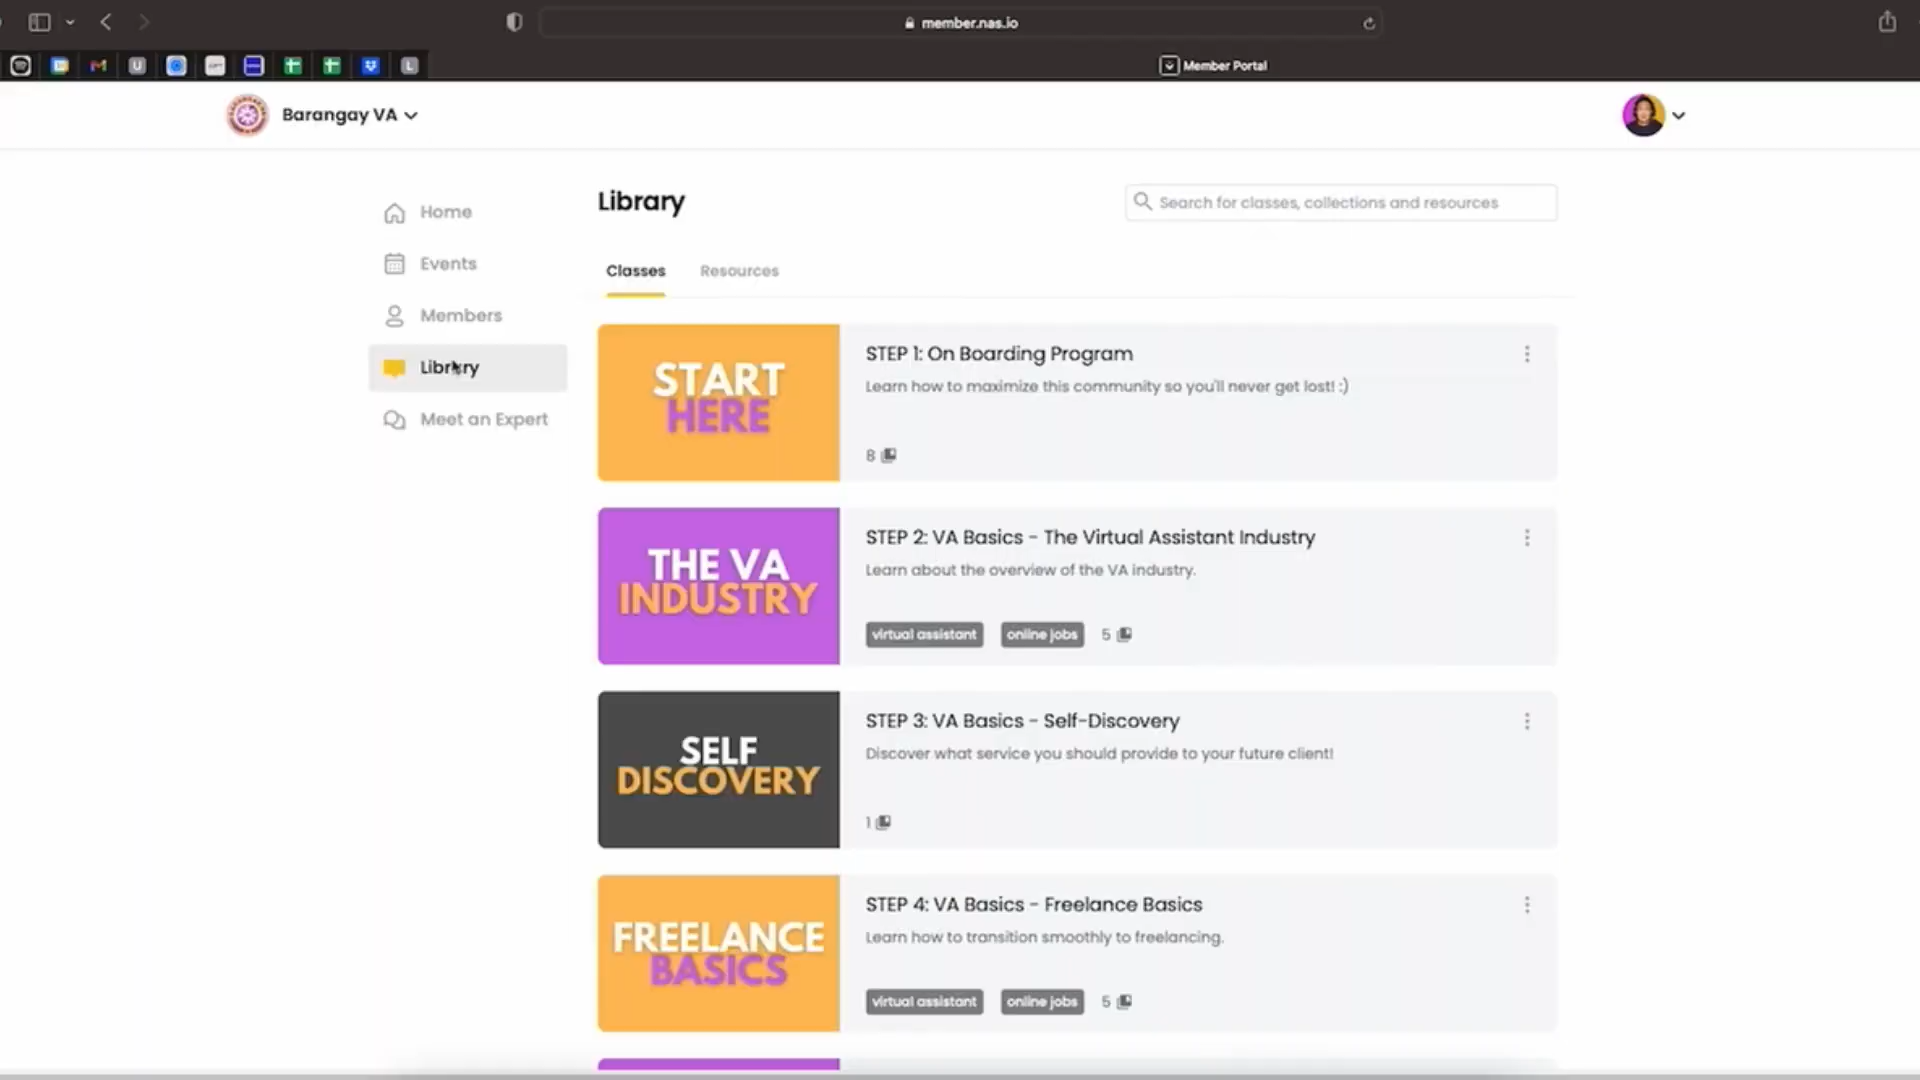 member.nas.io
Member Portal
Barangay VA
Home
Events
Members
Library
Meet an Expert
Library
Search for classes, collections and resources
Classes
Resources
START
HERE
STEP 1: On Boarding Program
Learn how to maximize this community so you'll never get lost! :)
8
THE VA
INDUSTRY
STEP 2: VA Basics - The Virtual Assistant Industry
Learn about the overview of the VA industry.
virtual assistant
online jobs
5
SELF
DISCOVERY
STEP 3: VA Basics - Self-Discovery
Discover what service you should provide to your future client!
1
FREELANCE
BASICS
STEP 4: VA Basics - Freelance Basics
Learn how to transition smoothly to freelancing.
virtual assistant
online jobs
5